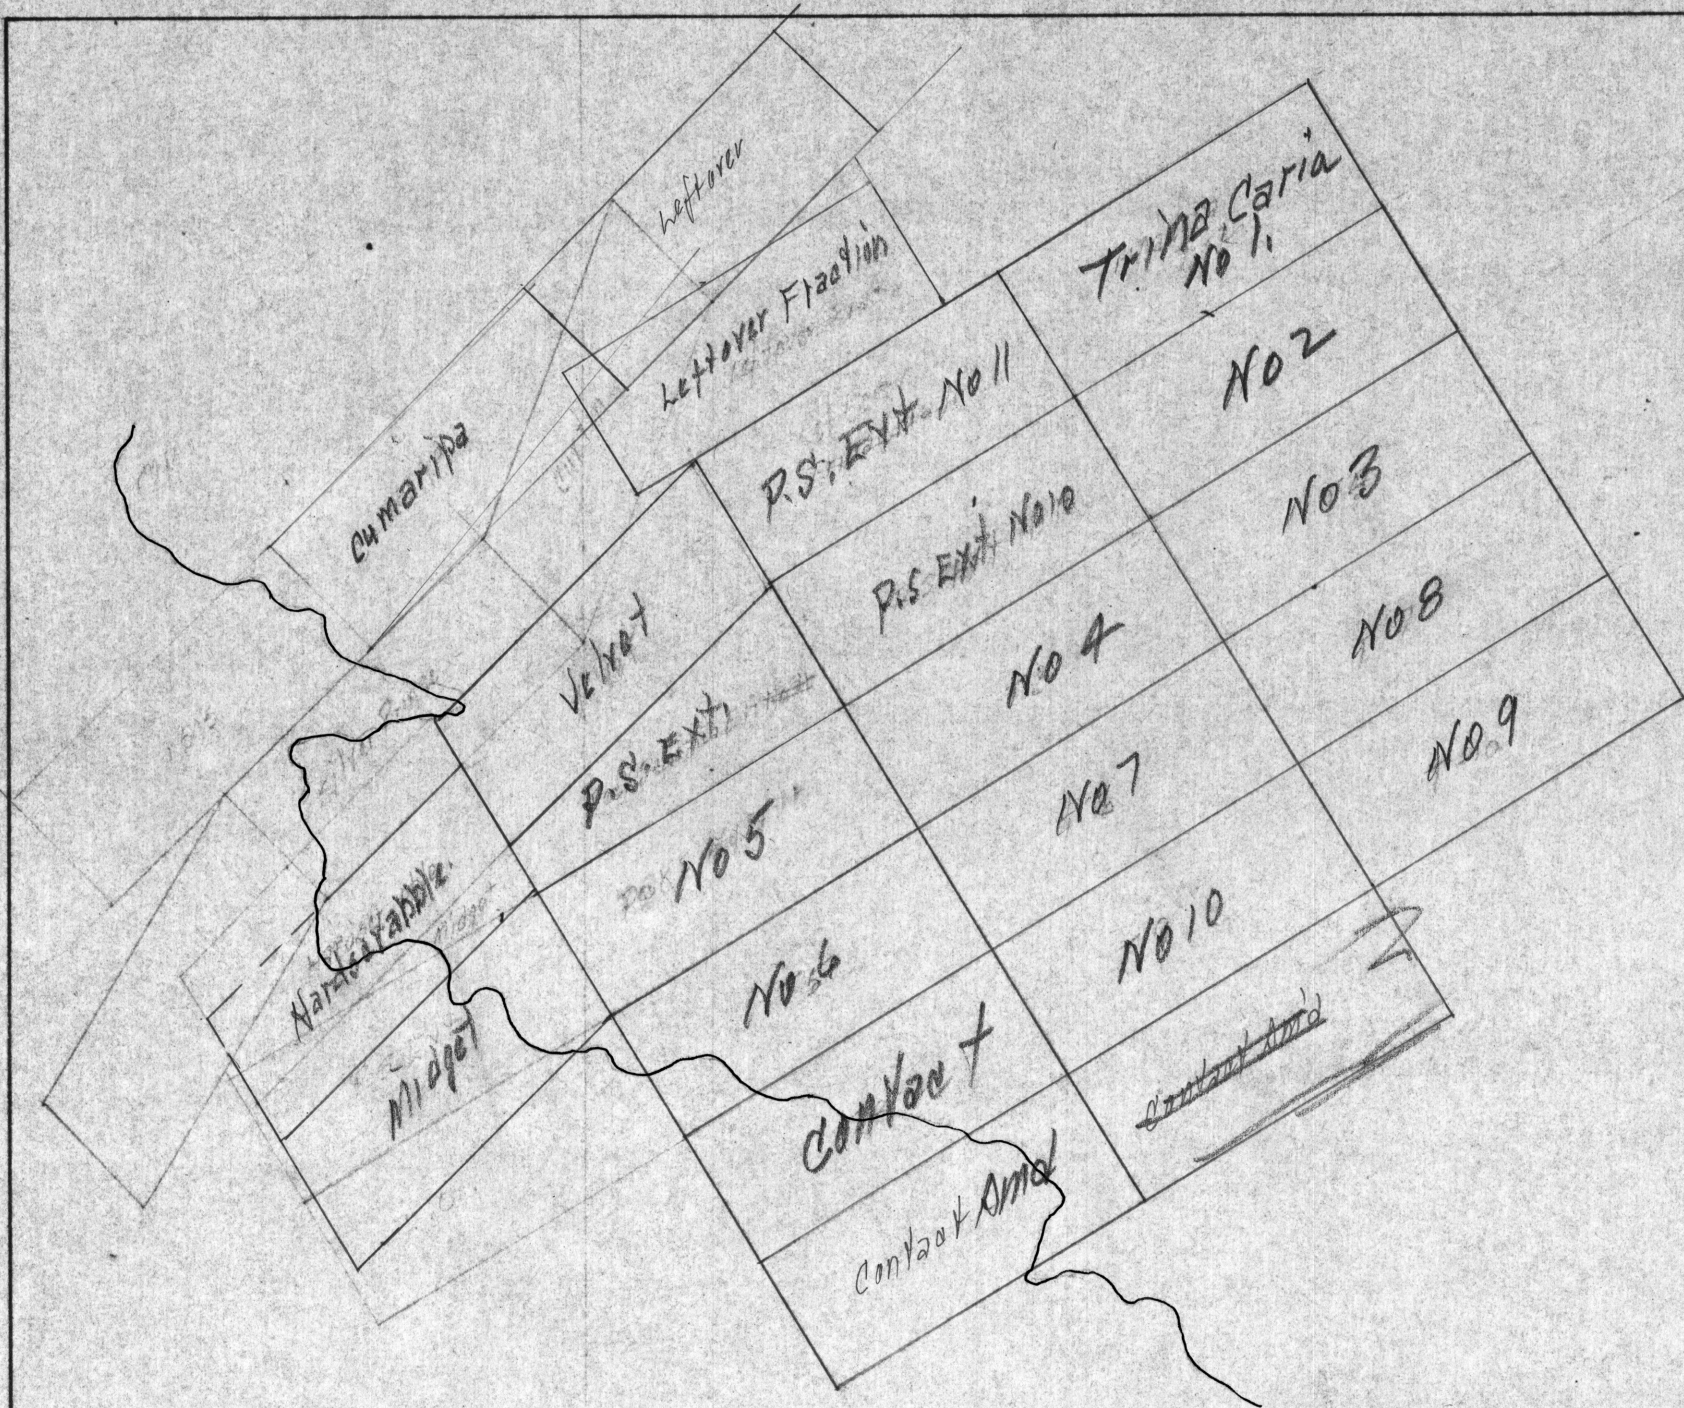 Leftover
Leftover Fraction
Trina Caria
No 1.
Cumaripa
P.S. Ext. No 11
No 2
P.S. Ext. No 10
No 3
Velvet
No 4
No 8
P.S. Ext.
No 7
No 9
No 5
Hardscrabble
No 6
No 10
Midget
Contact
Contact Amd
Contact Amd